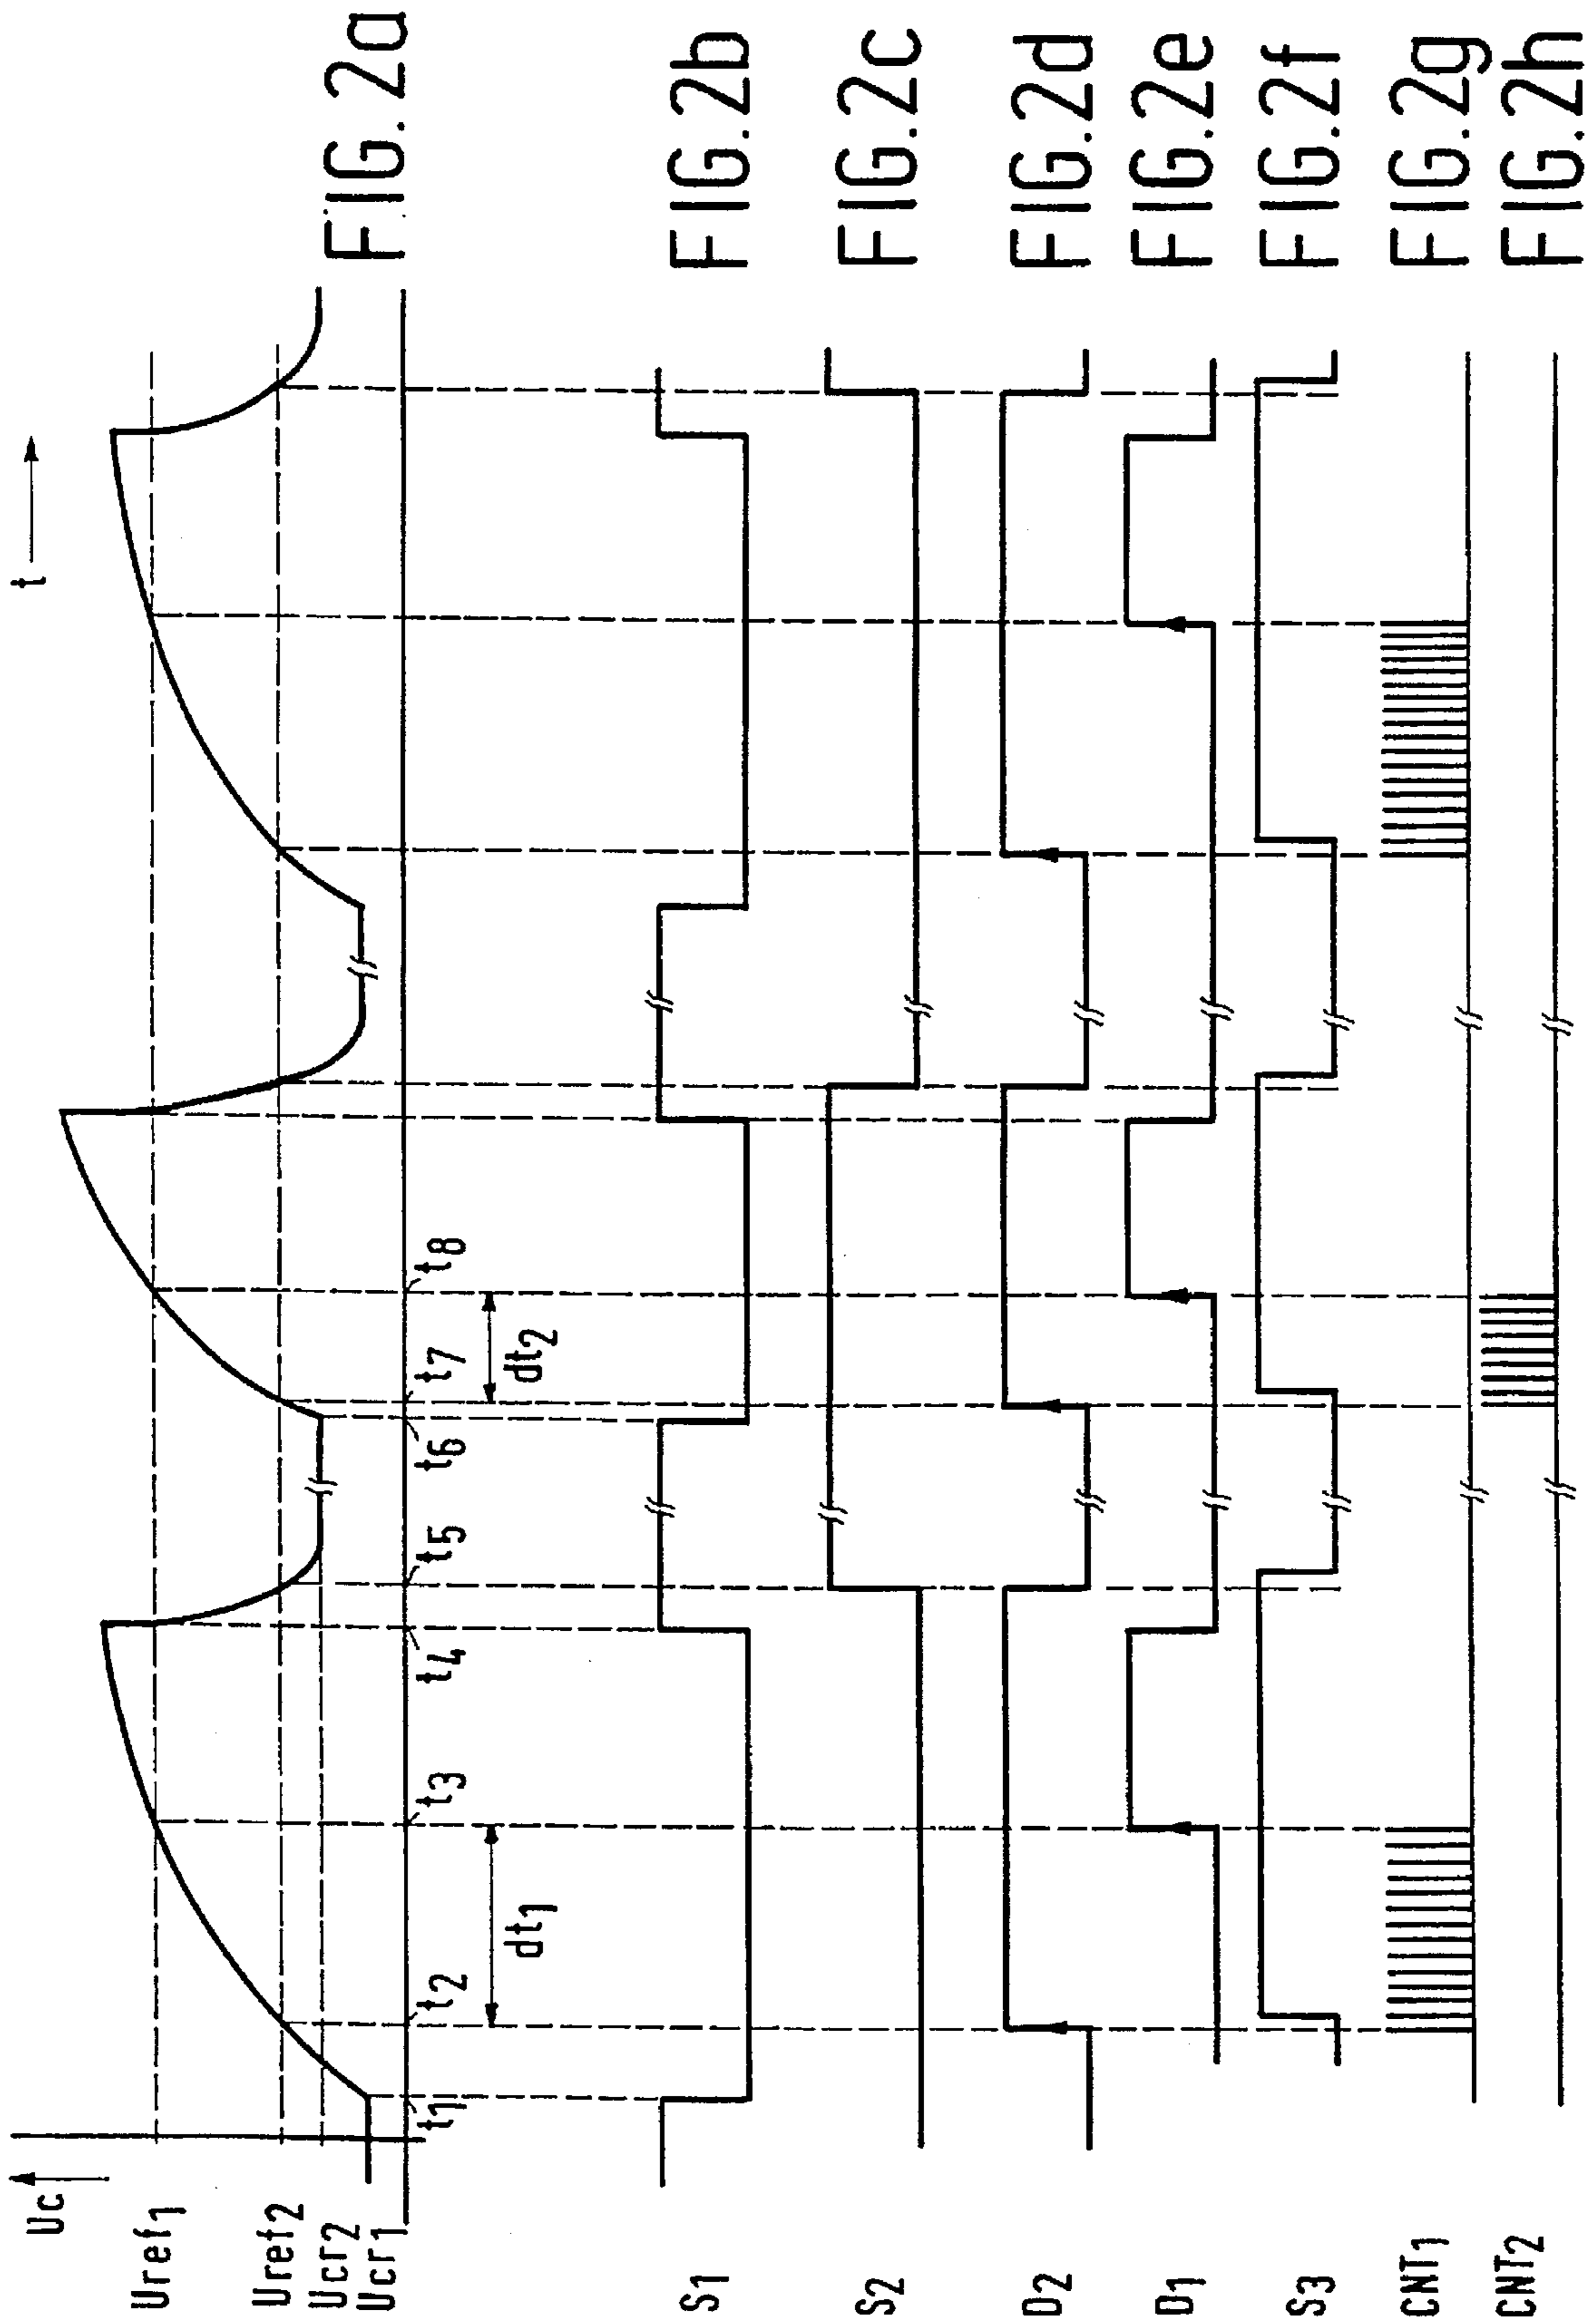 t
Uc
Uref1
Uref2
Ucr2
Ucr1
t1
t2
t3
t4
t5
t6
t7
t8
dt1
dt2
FIG. 2a
S1
FIG.2b
S2
FIG.2c
D2
FIG.2d
D1
FIG.2e
S3
FIG.2f
CNT1
FIG.2g
CNT2
FIG.2h